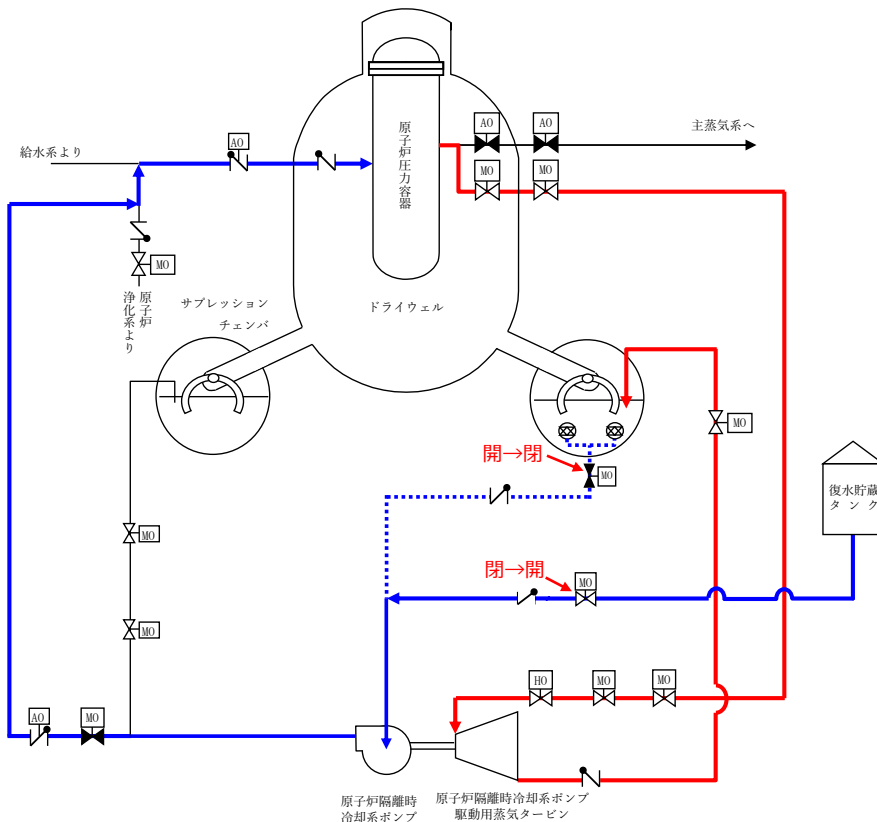 AO
AO
主蒸気系へ
給水系より
AO
原子炉圧力容器
MO
MO
MO
原子炉
浄化系より
サプレッション
チェンバ
ドライウェル
MO
開→閉
MO
復水貯蔵
タンク
MO
閉→開
MO
MO
HO
MO
MO
AO
MO
原子炉隔離時
冷却系ポンプ
原子炉隔離時冷却系ポンプ
駆動用蒸気タービン